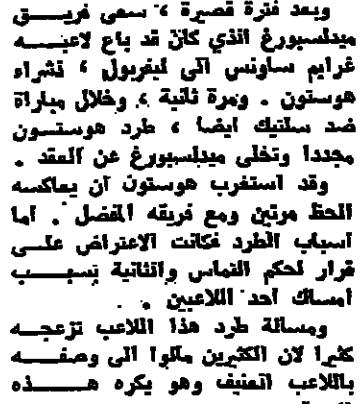 وبعد فترة قصيرة ، سعى فريق
ميدلسبورغ الذي كان قد باع لاعبه
غرايم ساونس الى ليفربول ، لشراء
هوستون . ومرة ثانية ، وخلال مباراة
ضد سلتيك ايضا ، طرد هوستسون
مجددا وتخلى ميدلسبورغ عن العقد .
وقد استغرب هوستون ان يعاكسه
الحظ مرتين ومع فريقه المفضل . اما
اسباب الطرد فكانت الاعتراض على
قرار لحكم التماس والثانية بسبب
امساك احد اللاعبين .
ومسالة طرد هذا اللاعب تزعجه
كثيرا لان الكثيرين مالوا الى وصفه
باللاعب العنيف وهو يكره هذه